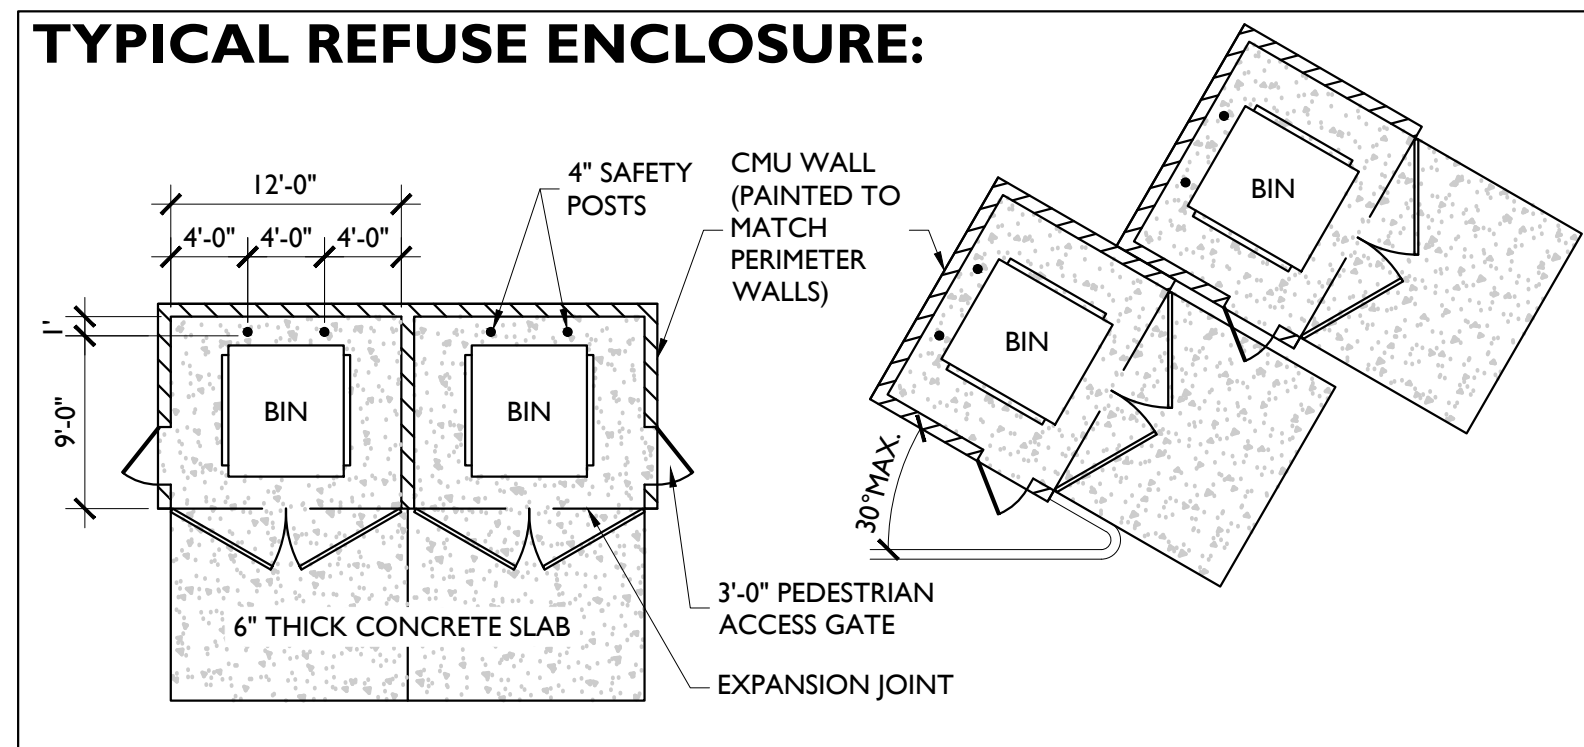 TYPICAL REFUSE ENCLOSURE:
12'-0"
4'-0" 4'-0" 4'-0"
4" SAFETY
POSTS
CMU WALL
(PAINTED TO
MATCH
PERIMETER
WALLS)
1'
9'-0"
BIN
BIN
BIN
BIN
30°MAX.
3'-0" PEDESTRIAN
ACCESS GATE
6" THICK CONCRETE SLAB
EXPANSION JOINT